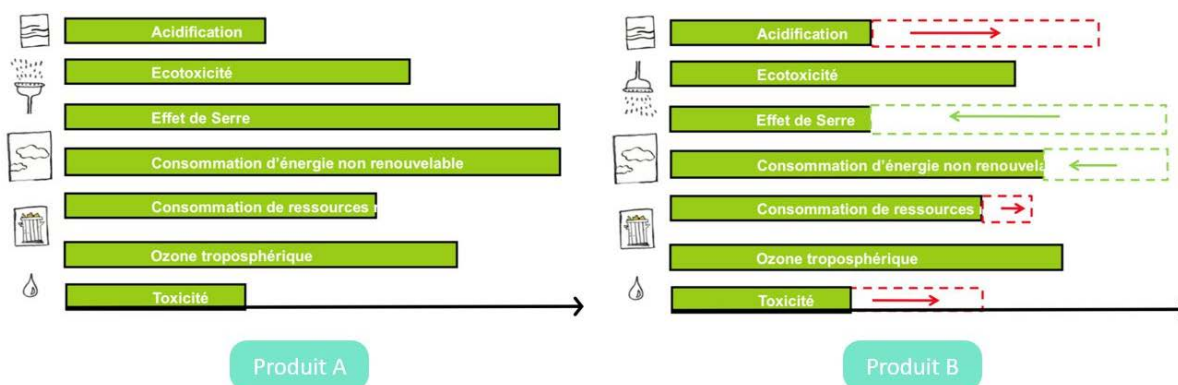 Acidification
Ecotoxicité
Effet de Serre
Consommation d'énergie non renouvelable
Consommation de ressources
Ozone troposphérique
Toxicité
Produit A
Acidification
Ecotoxicité
Effet de Serre
Consommation d'énergie non renouvela
Consommation de ressources
Ozone troposphérique
Toxicité
Produit B